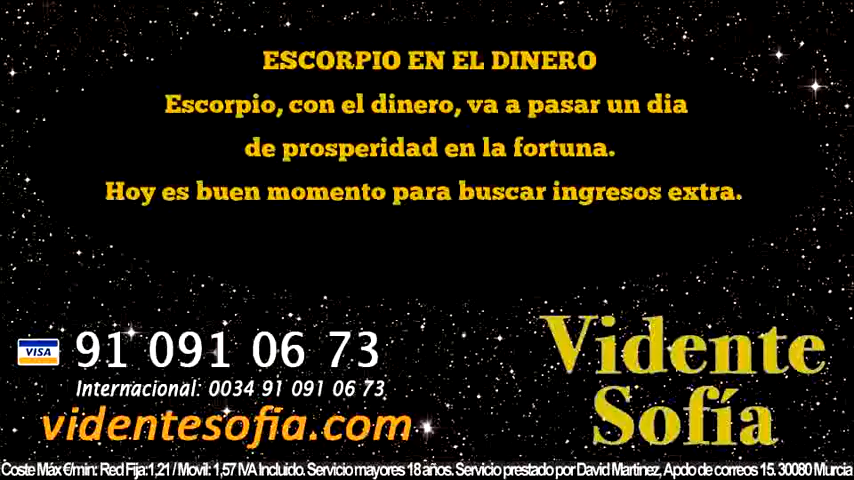 ESCORPIO EN EL DINERO
Escorpio, con el dinero, va a pasar un dia
de prosperidad en la fortuna.
Hoy es buen momento para buscar ingresos extra.
VISA 91 091 06 73
Internacional: 0034 91 091 06 73
videntesofia.com
Vidente
Sofía
Coste Máx €/min: Red Fija:1,21 / Movil: 1,57 IVA Incluido. Servicio mayores 18 años. Servicio prestado por David Martinez, Apdo de correos 15. 30080 Murcia